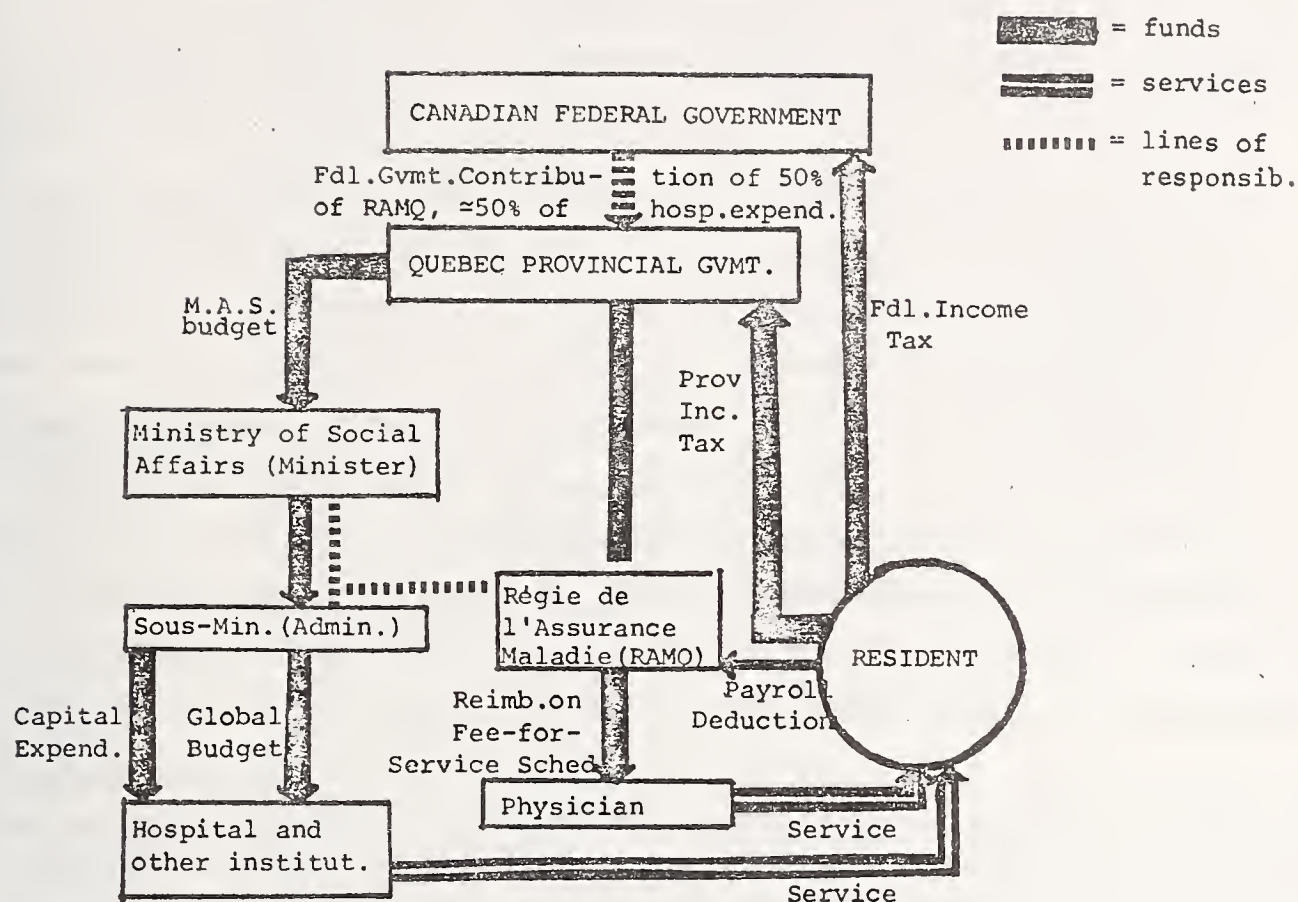 = funds
= services
= lines of
responsib.
CANADIAN FEDERAL GOVERNMENT
Fdl.Gvmt.Contribu- tion of 50%
of RAMQ, ≃50% of hosp.expend.
QUEBEC PROVINCIAL GVMT.
M.A.S.
budget
Fdl.Income
Tax
Prov
Inc.
Tax
Ministry of Social
Affairs (Minister)
Sous-Min.(Admin.)
Régie de
l'Assurance
Maladie(RAMQ)
RESIDENT
Payroll
Deduction
Capital
Expend.
Global
Budget
Reimb.on
Fee-for-
Service Sched
Physician
Service
Hospital and
other institut.
Service